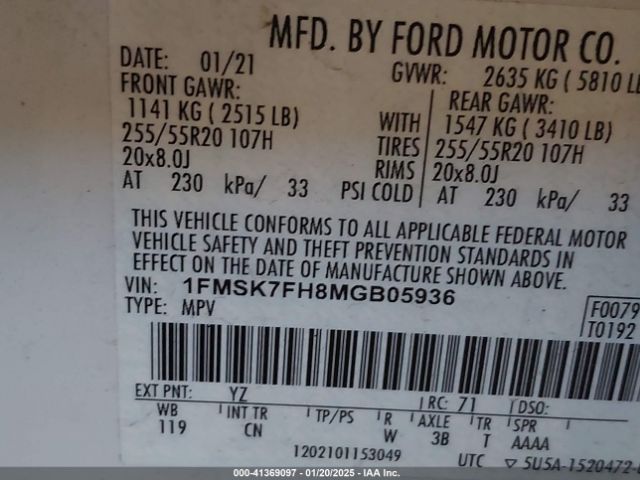 MFD. BY FORD MOTOR CO.
DATE: 01/21 GVWR: 2635 KG ( 5810 LB
FRONT GAWR: REAR GAWR:
1141 KG ( 2515 LB) WITH 1547 KG ( 3410 LB)
255/55R20 107H TIRES 255/55R20 107H
20x8.0J RIMS 20x8.0J
AT 230 kPa/ 33 PSI COLD AT 230 kPa/ 33
THIS VEHICLE CONFORMS TO ALL APPLICABLE FEDERAL MOTOR
VEHICLE SAFETY AND THEFT PREVENTION STANDARDS IN
EFFECT ON THE DATE OF MANUFACTURE SHOWN ABOVE.
VIN: 1FMSK7FH8MGB05936
TYPE: MPV F0079
T0192
EXT PNT: YZ RC: 71 DSO:
WB INT TR TP/PS R AXLE TR SPR
119 CN W 3B T AAAA
1202101153049 UTC ▽ 5U5A-1520472-
000-41369097 - 01/20/2025 - IAA Inc.